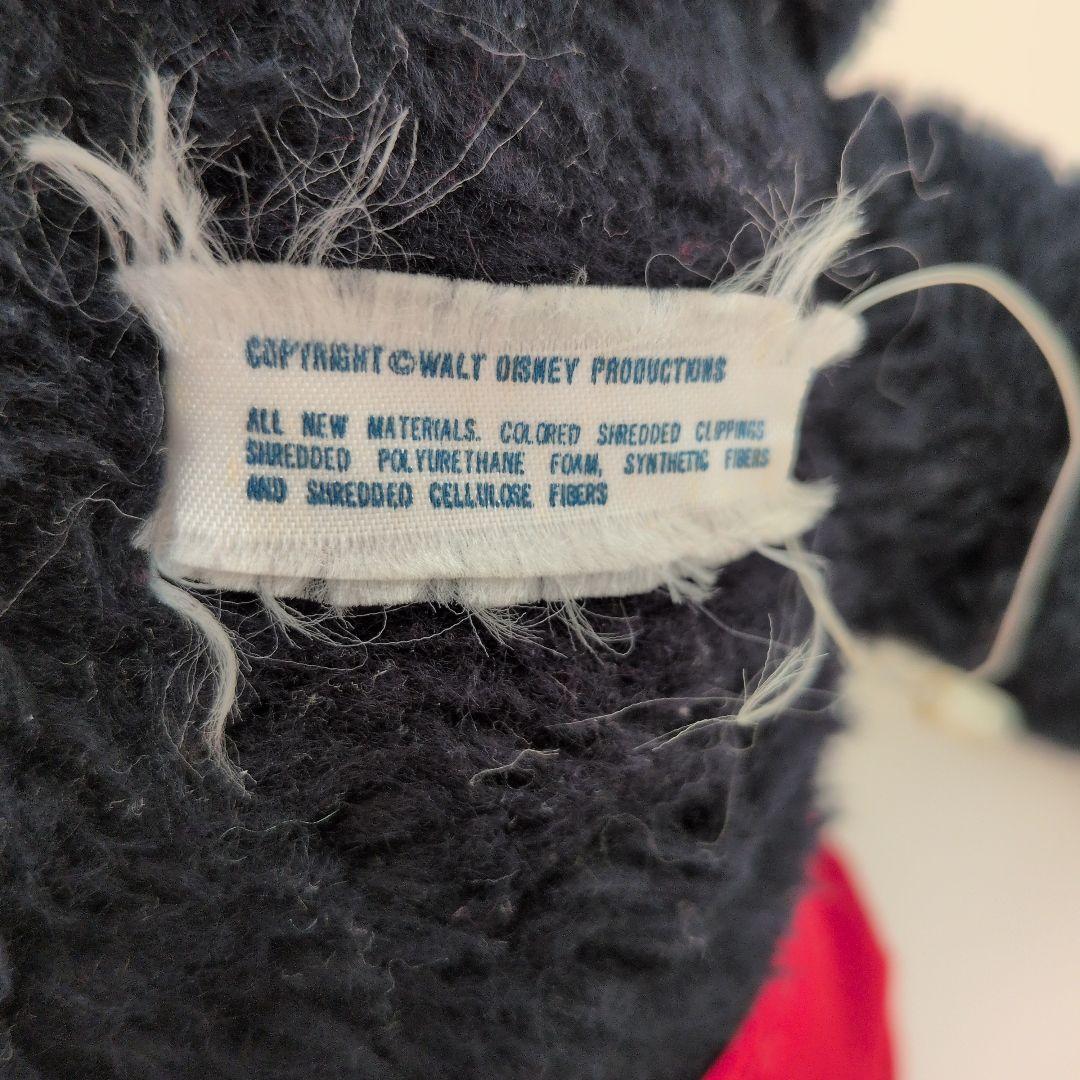 COPYRIGHT © WALT DISNEY PRODUCTIONS
ALL NEW MATERIALS. COLORED SHREDDED CLIPPINGS
SHREDDED POLYURETHANE FOAM, SYNTHETIC FIBERS
AND SHREDDED CELLULOSE FIBERS